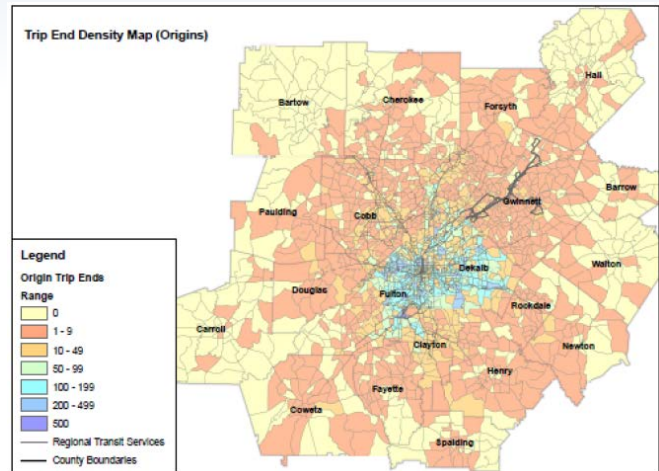 Trip End Density Map (Origins)
Hall
Bartow
Cherokee
Forsyth
Barrow
Gwinnett
Paulding
Cobb
Walton
Dekalb
Legend
Origin Trip Ends
Range
0
1 - 9
10 - 49
50 - 99
100 - 199
200 - 499
500
Regional Transit Services
County Boundaries
Douglas
Fulton
Rockdale
Carroll
Newton
Clayton
Henry
Fayette
Coweta
Spalding